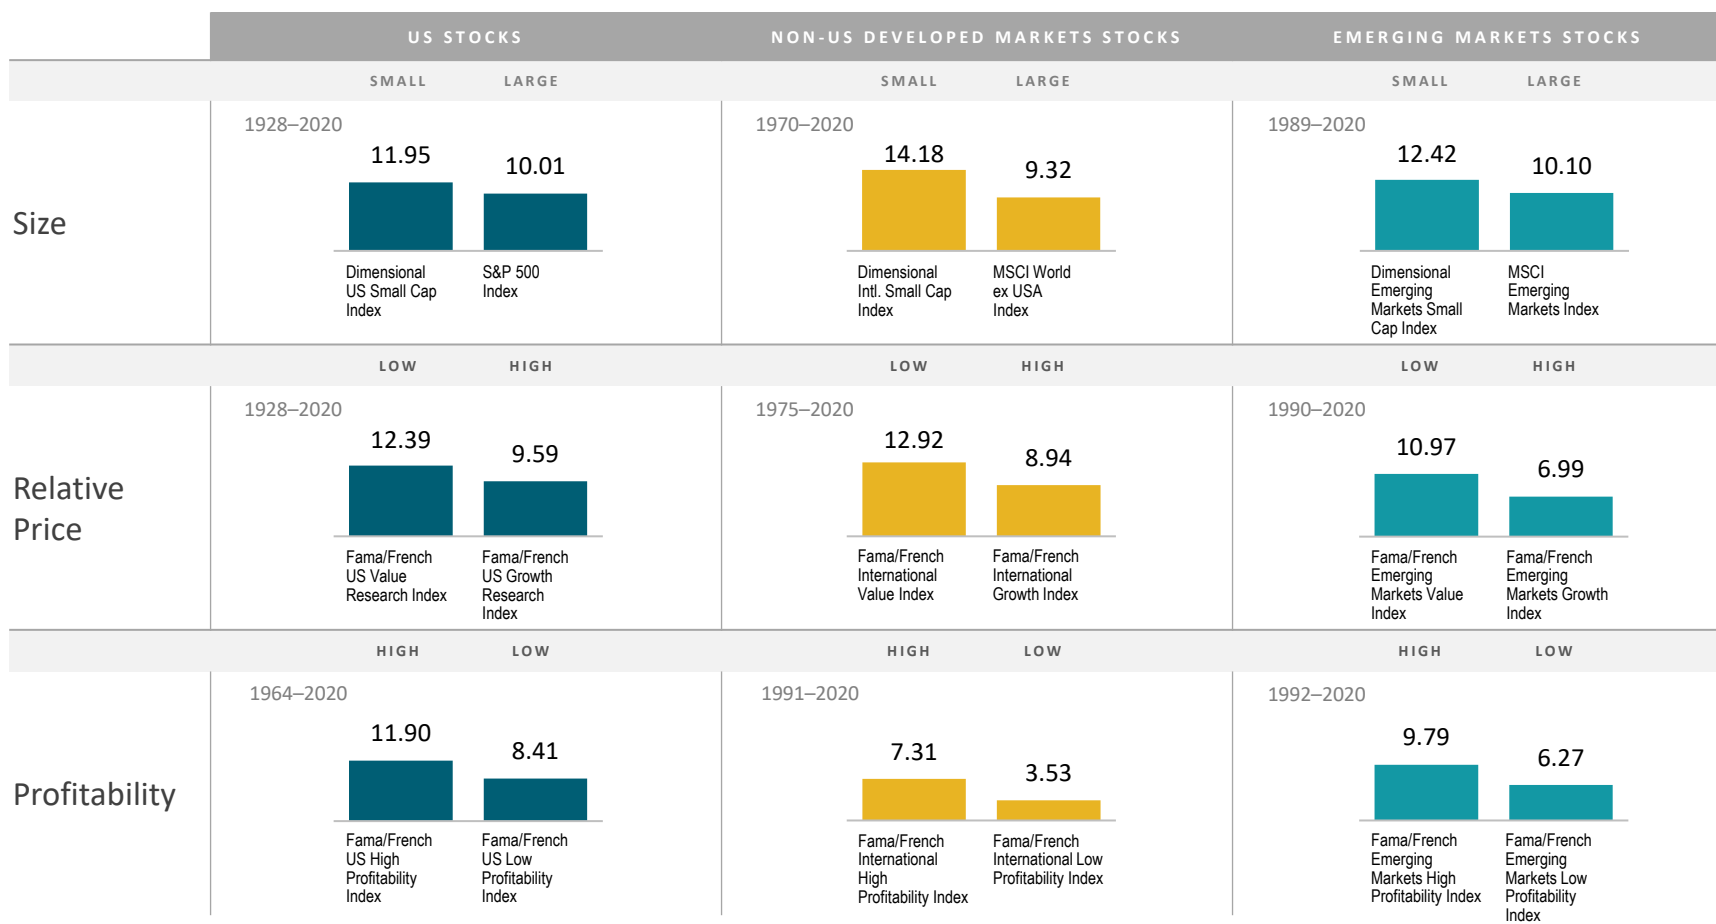 US STOCKS
NON-US DEVELOPED MARKETS STOCKS
EMERGING MARKETS STOCKS
SMALL LARGE
SMALL LARGE
SMALL LARGE
Size
1928–2020
11.95
10.01
Dimensional
US Small Cap
Index
S&P 500
Index
1970–2020
14.18
9.32
Dimensional
Intl. Small Cap
Index
MSCI World
ex USA
Index
1989–2020
12.42
10.10
Dimensional
Emerging
Markets Small
Cap Index
MSCI
Emerging
Markets Index
LOW HIGH
LOW HIGH
LOW HIGH
Relative
Price
1928–2020
12.39
9.59
Fama/French
US Value
Research Index
Fama/French
US Growth
Research
Index
1975–2020
12.92
8.94
Fama/French
International
Value Index
Fama/French
International
Growth Index
1990–2020
10.97
6.99
Fama/French
Emerging
Markets Value
Index
Fama/French
Emerging
Markets Growth
Index
HIGH LOW
HIGH LOW
HIGH LOW
Profitability
1964–2020
11.90
8.41
Fama/French
US High
Profitability
Index
Fama/French
US Low
Profitability
Index
1991–2020
7.31
3.53
Fama/French
International
High
Profitability Index
Fama/French
International Low
Profitability Index
1992–2020
9.79
6.27
Fama/French
Emerging
Markets High
Profitability Index
Fama/French
Emerging
Markets Low
Profitability
Index